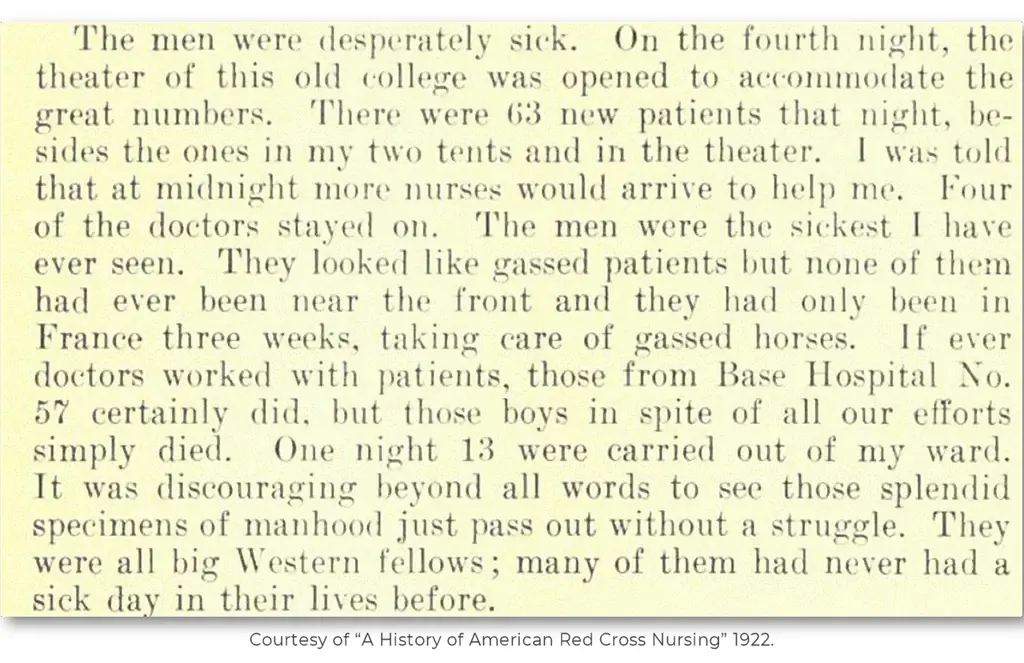 The men were desperately sick. On the fourth night, the
theater of this old college was opened to accommodate the
great numbers. There were 63 new patients that night, be-
sides the ones in my two tents and in the theater. I was told
that at midnight more nurses would arrive to help me. Four
of the doctors stayed on. The men were the sickest I have
ever seen. They looked like gassed patients but none of them
had ever been near the front and they had only been in
France three weeks, taking care of gassed horses. If ever
doctors worked with patients, those from Base Hospital No.
57 certainly did, but those boys in spite of all our efforts
simply died. One night 13 were carried out of my ward.
It was discouraging beyond all words to see those splendid
specimens of manhood just pass out without a struggle. They
were all big Western fellows; many of them had never had a
sick day in their lives before.
Courtesy of “A History of American Red Cross Nursing” 1922.